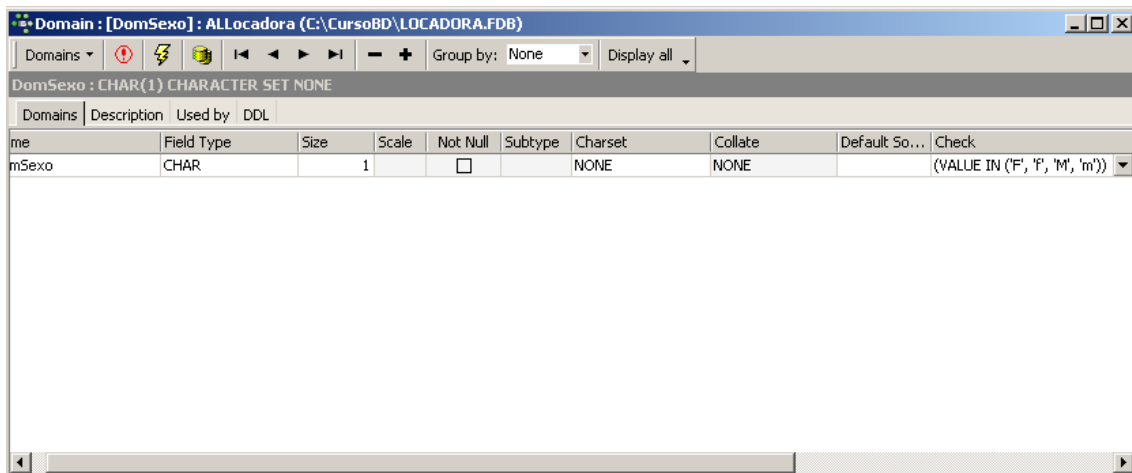 Domain : [DomSexo] : ALLocadora (C:\CursoBD\LOCADORA.FDB)
Domains Group by: None Display all
DomSexo : CHAR(1) CHARACTER SET NONE
Domains Description Used by DDL
me Field Type Size Scale Not Null Subtype Charset Collate Default So... Check
mSexo CHAR 1 NONE NONE (VALUE IN ('F', 'f', 'M', 'm'))